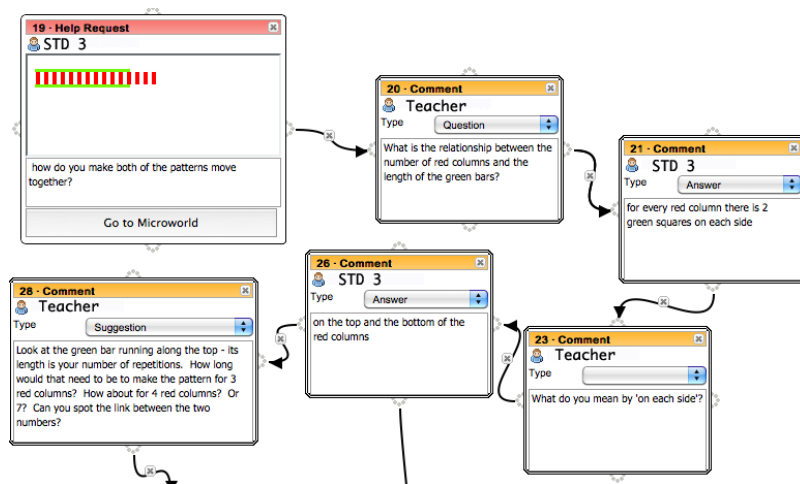 19 · Help Request
STD 3
how do you make both of the patterns move
together?
Go to Microworld
20 · Comment
Teacher
Type
Question
What is the relationship between the
number of red columns and the
length of the green bars?
21 · Comment
STD 3
Type
Answer
for every red column there is 2
green squares on each side
23 · Comment
Teacher
Type
What do you mean by 'on each side'?
26 · Comment
STD 3
Type
Answer
on the top and the bottom of the
red columns
28 · Comment
Teacher
Type
Suggestion
Look at the green bar running along the top - its
length is your number of repetitions. How long
would that need to be to make the pattern for 3
red columns? How about for 4 red columns? Or
7? Can you spot the link between the two
numbers?